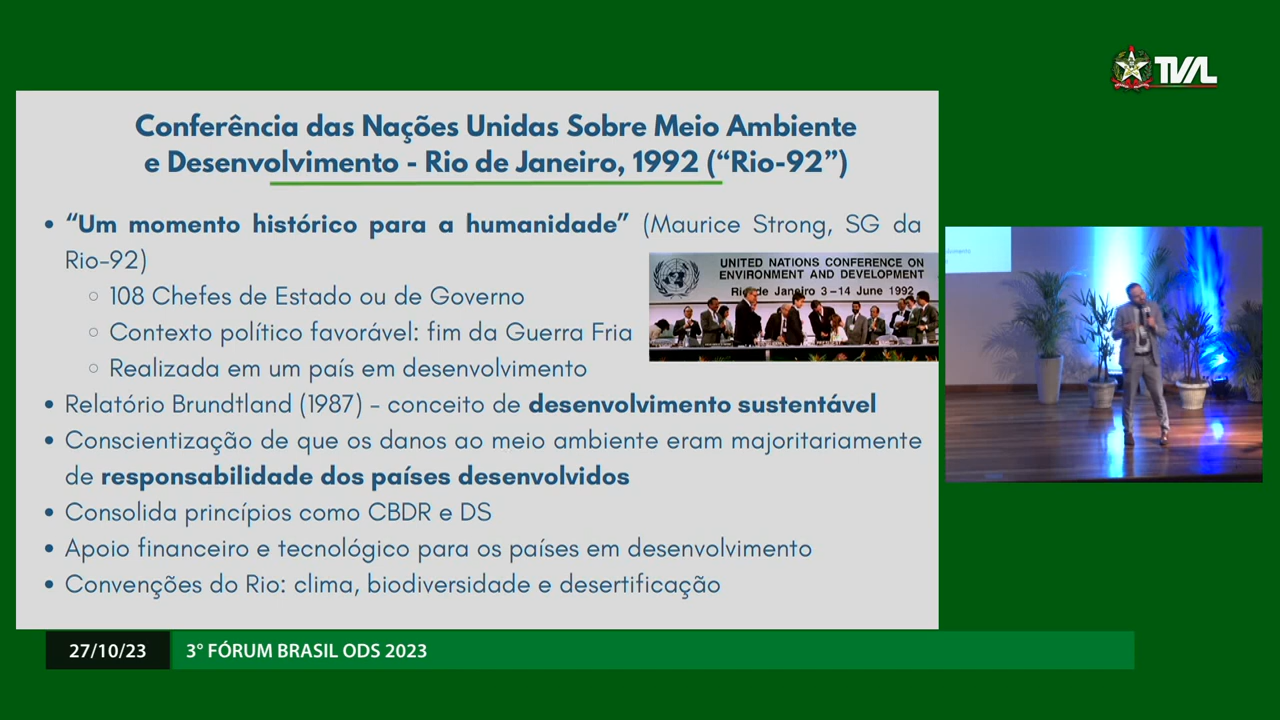 TVAL
Conferência das Nações Unidas Sobre Meio Ambiente
e Desenvolvimento - Rio de Janeiro, 1992 (“Rio-92”)
• “Um momento histórico para a humanidade” (Maurice Strong, SG da
Rio-92)
UNITED NATIONS CONFERENCE ON
ENVIRONMENT AND DEVELOPMENT
Rio de Janeiro 3-14 June 1992
○ 108 Chefes de Estado ou de Governo
○ Contexto político favorável: fim da Guerra Fria
○ Realizada em um país em desenvolvimento
• Relatório Brundtland (1987) - conceito de desenvolvimento sustentável
• Conscientização de que os danos ao meio ambiente eram majoritariamente
de responsabilidade dos países desenvolvidos
• Consolida princípios como CBDR e DS
• Apoio financeiro e tecnológico para os países em desenvolvimento
• Convenções do Rio: clima, biodiversidade e desertificação
27/10/23
3° FÓRUM BRASIL ODS 2023